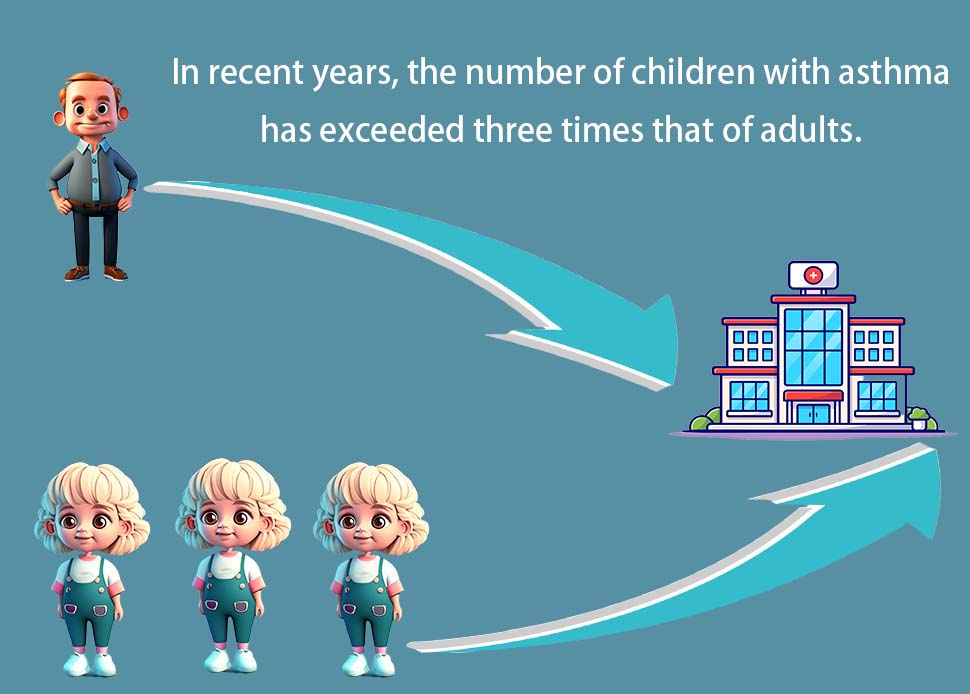 In recent years, the number of children with asthma
has exceeded three times that of adults.